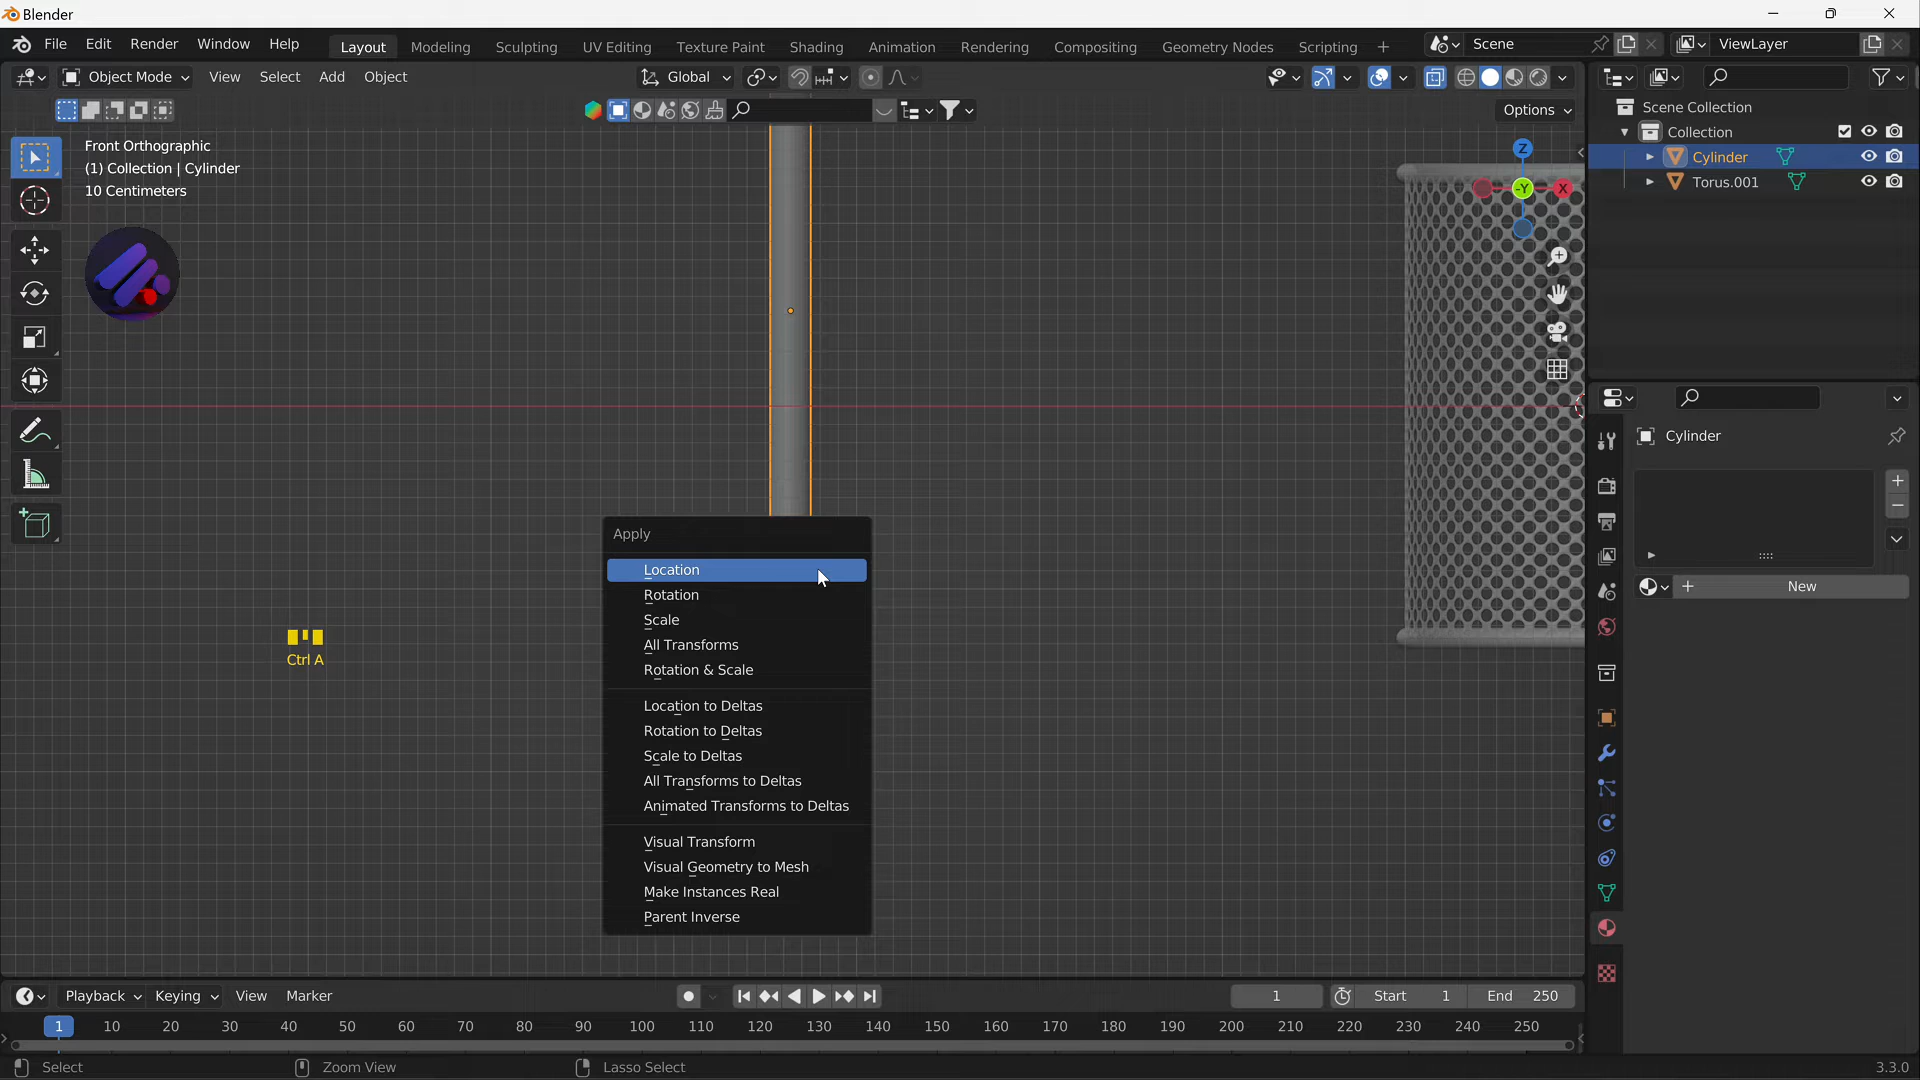 Blender
File Edit Render Window Help Layout Modeling Sculpting UV Editing Texture Paint Shading Animation Rendering Compositing Geometry Nodes Scripting + Scene ViewLayer
Object Mode View Select Add Object Global
Options
Front Orthographic
(1) Collection | Cylinder
10 Centimeters
Z
-Y
X
Scene Collection
Collection
Cylinder
Torus.001
Cylinder
New
Ctrl A
Apply
Location
Rotation
Scale
All Transforms
Rotation & Scale
Location to Deltas
Rotation to Deltas
Scale to Deltas
All Transforms to Deltas
Animated Transforms to Deltas
Visual Transform
Visual Geometry to Mesh
Make Instances Real
Parent Inverse
Playback Keying View Marker 1 Start 1 End 250
1 10 20 30 40 50 60 70 80 90 100 110 120 130 140 150 160 170 180 190 200 210 220 230 240 250
Select Zoom View Lasso Select 3.3.0